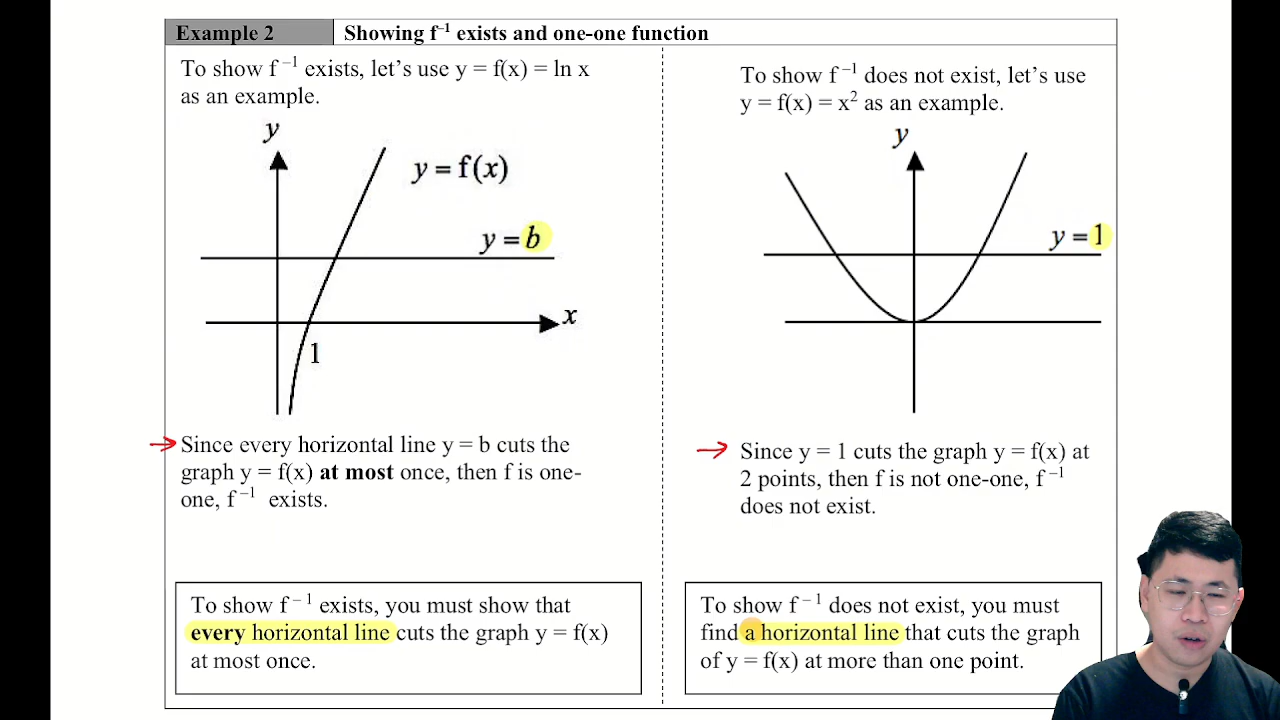 Example 2
Showing f⁻¹ exists and one-one function
To show f⁻¹ exists, let’s use y = f(x) = ln x
as an example.
y
y = f(x)
y = b
x
1
Since every horizontal line y = b cuts the
graph y = f(x) at most once, then f is one-
one, f⁻¹ exists.
To show f⁻¹ exists, you must show that
every horizontal line cuts the graph y = f(x)
at most once.
To show f⁻¹ does not exist, let’s use
y = f(x) = x² as an example.
y
y = 1
Since y = 1 cuts the graph y = f(x) at
2 points, then f is not one-one, f⁻¹
does not exist.
To show f⁻¹ does not exist, you must
find a horizontal line that cuts the graph
of y = f(x) at more than one point.